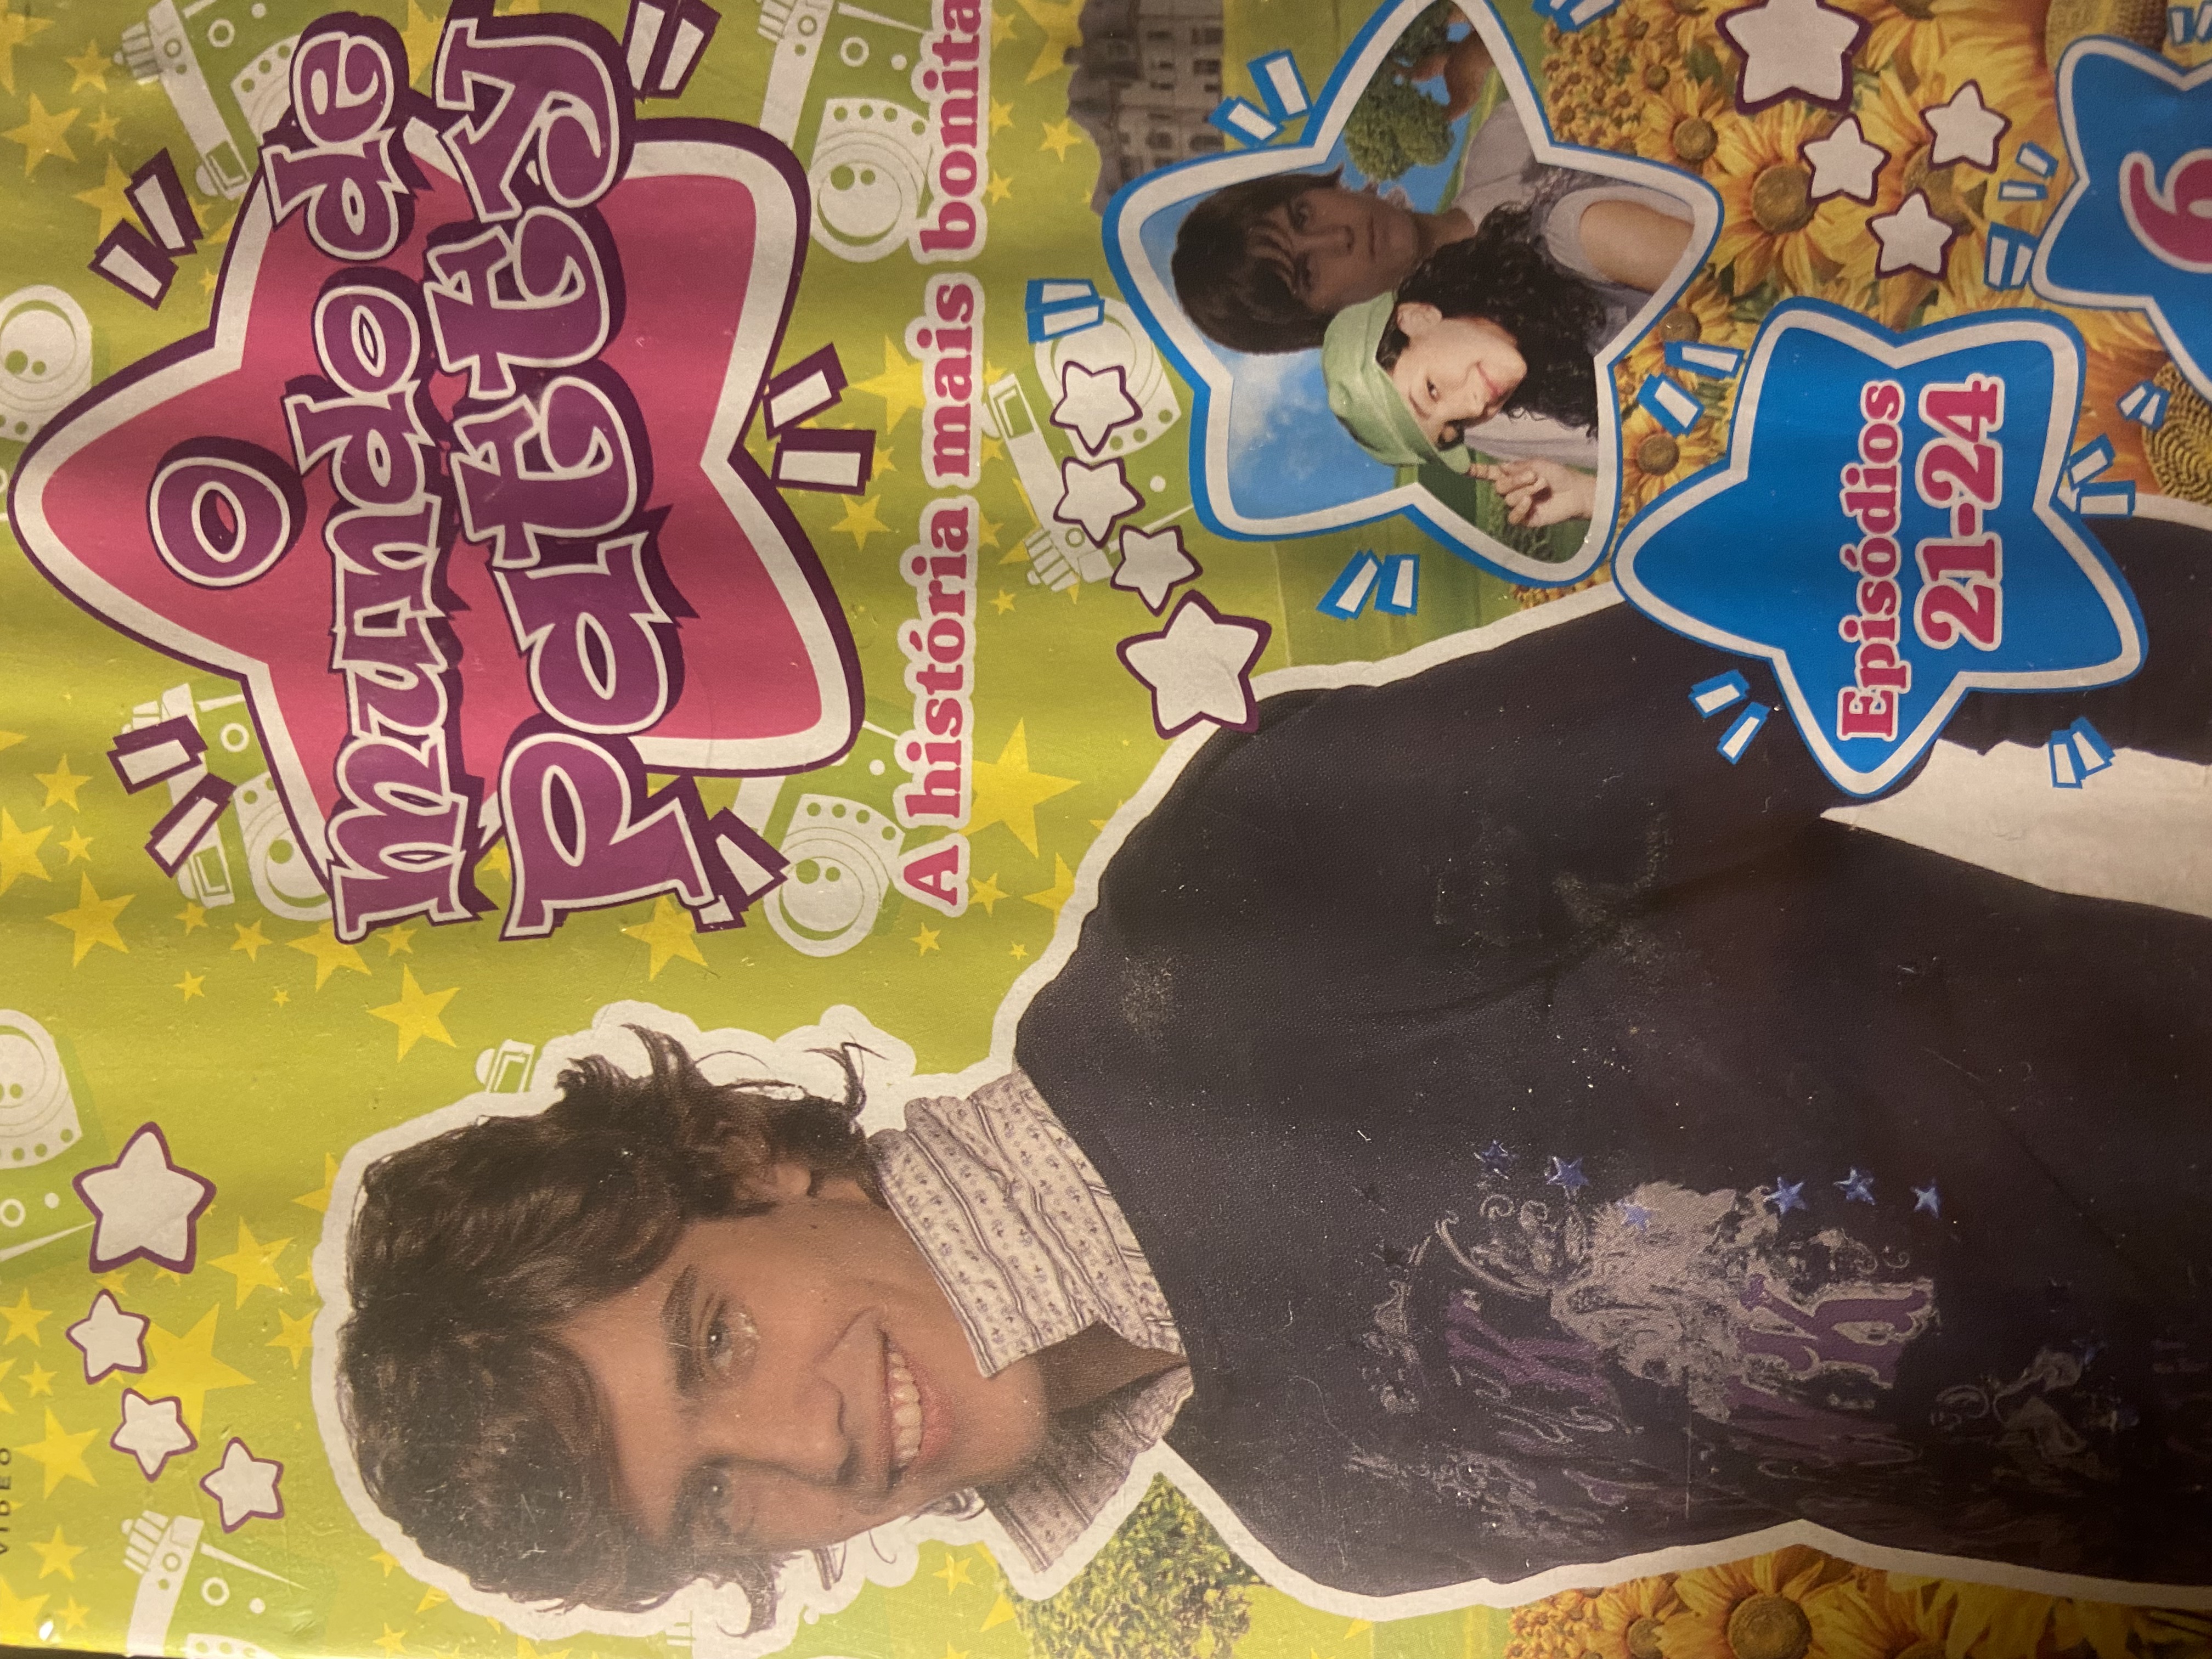 VIDEO
O
mundo de
Patty
A história mais bonita
Episódios
21-24
6